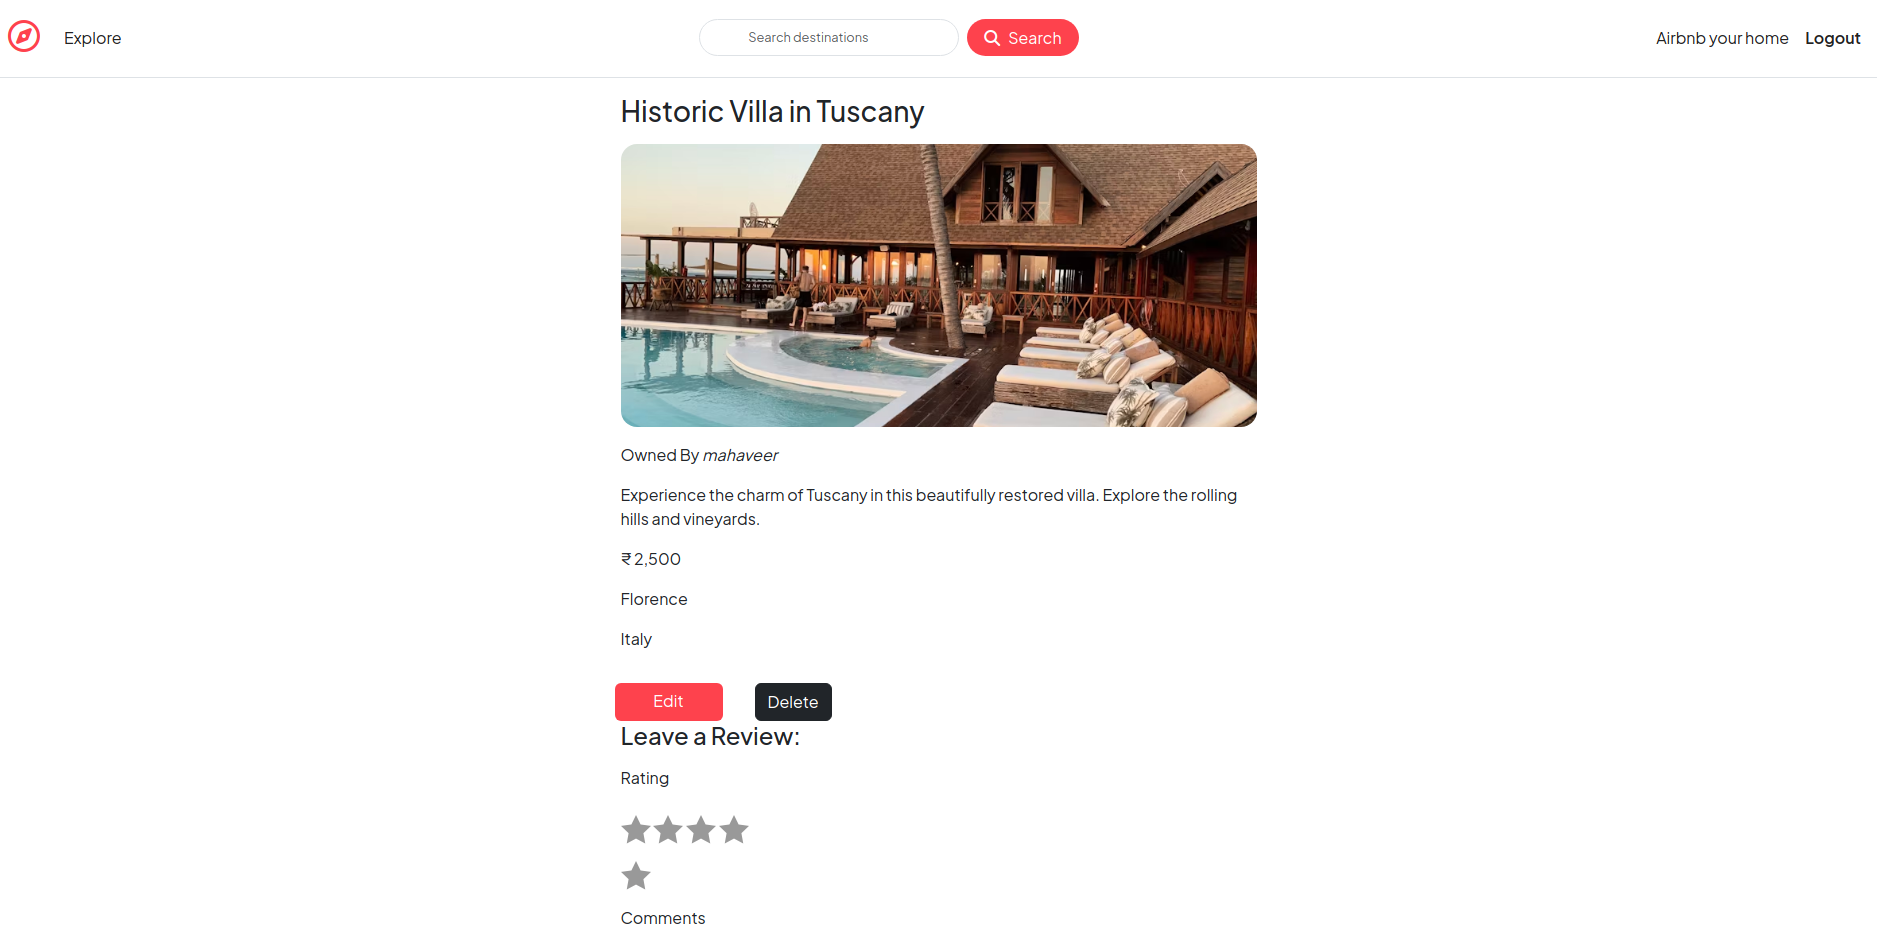 Explore
Search destinations
Search
Airbnb your home
Logout
Historic Villa in Tuscany
Owned By mahaveer
Experience the charm of Tuscany in this beautifully restored villa. Explore the rolling
hills and vineyards.
₹ 2,500
Florence
Italy
Edit
Delete
Leave a Review:
Rating
Comments